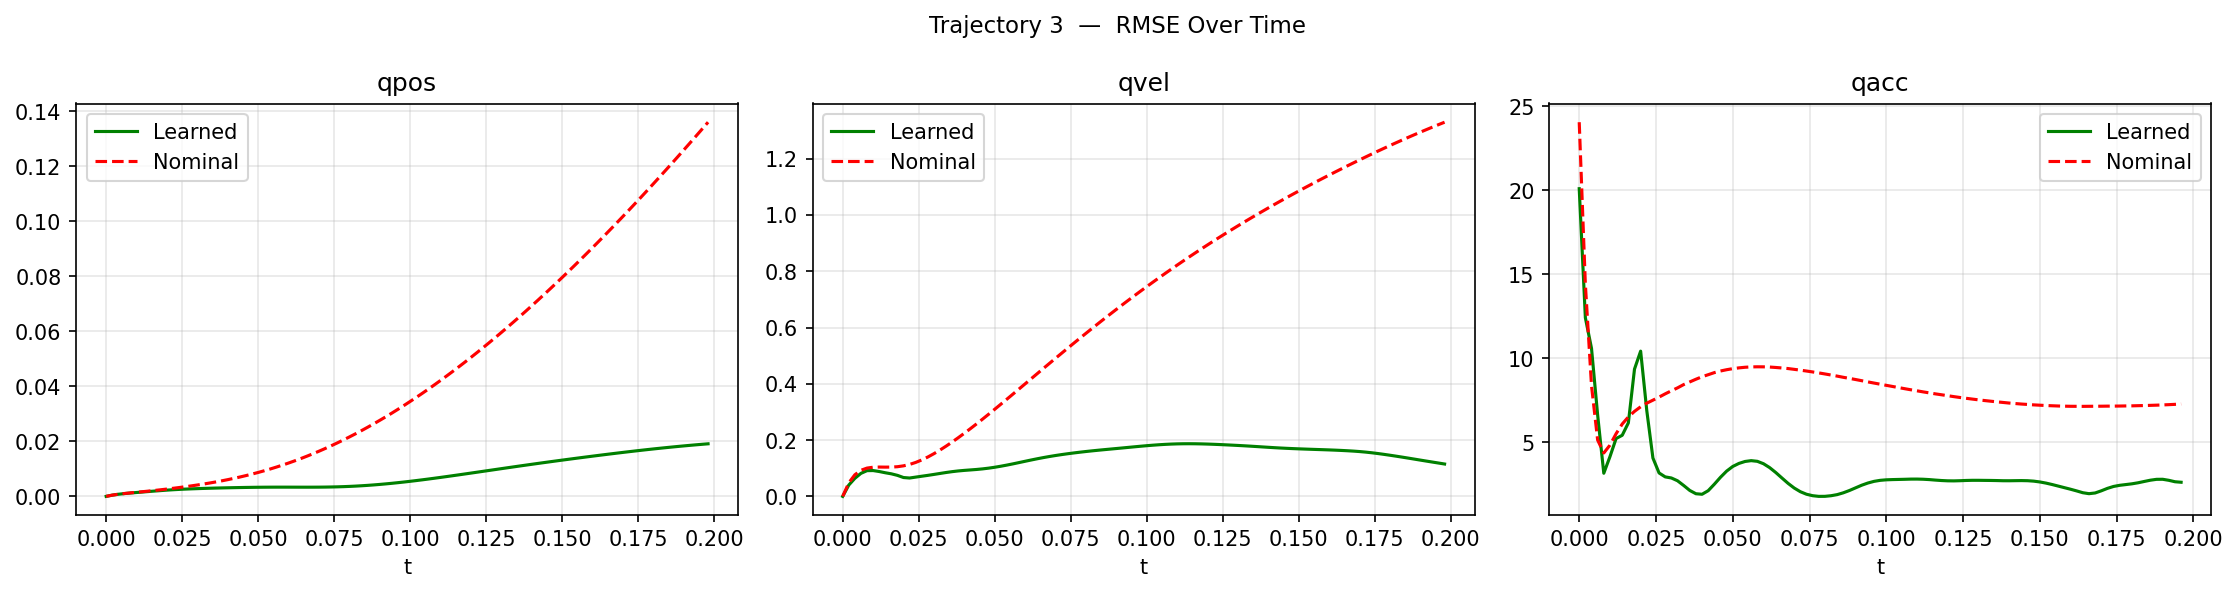 Trajectory 3 — RMSE Over Time
qpos
0.14
0.12
0.10
0.08
0.06
0.04
0.02
0.00
Learned
Nominal
0.000 0.025 0.050 0.075 0.100 0.125 0.150 0.175 0.200
t
qvel
1.2
1.0
0.8
0.6
0.4
0.2
0.0
Learned
Nominal
0.000 0.025 0.050 0.075 0.100 0.125 0.150 0.175 0.200
t
qacc
25
20
15
10
5
Learned
Nominal
0.000 0.025 0.050 0.075 0.100 0.125 0.150 0.175 0.200
t